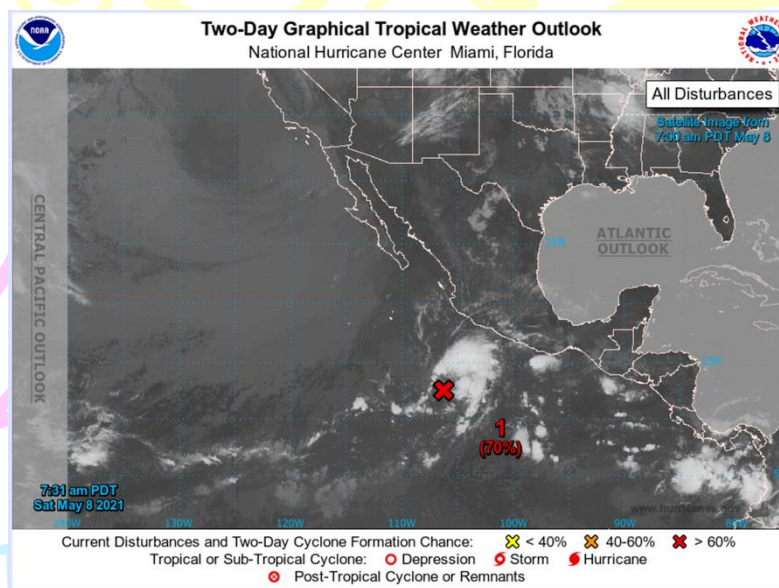 Two-Day Graphical Tropical Weather Outlook
National Hurricane Center Miami, Florida
NOAA
All Disturbances
Satellite Image from
7:00 am PDT May 8
CENTRAL PACIFIC OUTLOOK
ATLANTIC
OUTLOOK
25N
15N
1
(70%)
7:31 am PDT
Sat May 8 2021
www.hurricanes.gov
140W 130W 120W 110W 100W 90W 80W
Current Disturbances and Two-Day Cyclone Formation Chance: < 40% 40-60% > 60%
Tropical or Sub-Tropical Cyclone: Depression Storm Hurricane
Post-Tropical Cyclone or Remnants